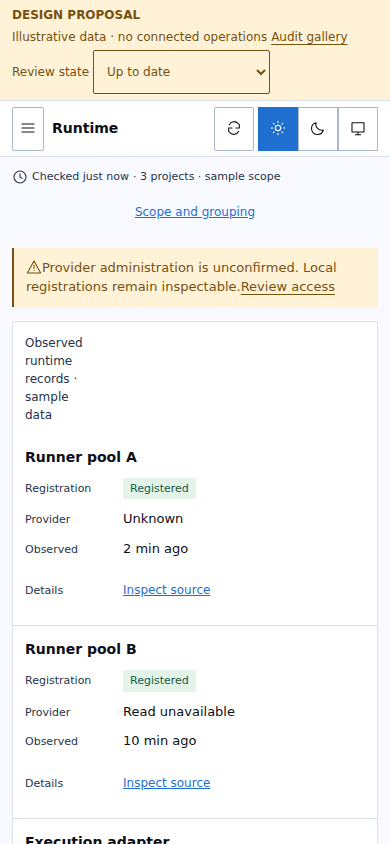 DESIGN PROPOSAL
Illustrative data · no connected operations Audit gallery
Review state Up to date
Runtime
Checked just now · 3 projects · sample scope
Scope and grouping
Provider administration is unconfirmed. Local
registrations remain inspectable.Review access
Observed
runtime
records ·
sample
data
Runner pool A
Registration Registered
Provider Unknown
Observed 2 min ago
Details Inspect source
Runner pool B
Registration Registered
Provider Read unavailable
Observed 10 min ago
Details Inspect source
Execution adapter